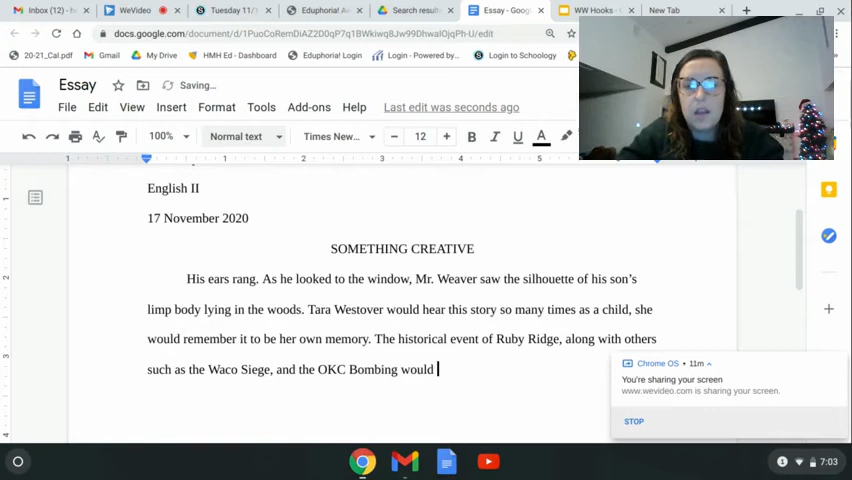 Inbox (12) - h
WeVideo
Tuesday 11/1
Eduphoria! Av
Search result
Essay - Goog
WW Hooks -
New Tab
docs.google.com/document/d/
20-21_Cal.pdf
Gmail
My Drive
HMH Ed - Dashboard
Eduphoria! Login
Login - Powered by...
Login to Schoology
Essay
Saving...
File Edit View Insert Format Tools Add-ons Help
Last edit was seconds ago
100%
Normal text
Times New...
12
B I U A
English II
17 November 2020
SOMETHING CREATIVE
His ears rang. As he looked to the window, Mr. Weaver saw the silhouette of his son's
limp body lying in the woods. Tara Westover would hear this story so many times as a child, she
would remember it to be her own memory. The historical event of Ruby Ridge, along with others
such as the Waco Siege, and the OKC Bombing would
Chrome OS • 11m
You're sharing your screen
www.wevideo.com is sharing your screen.
STOP
1
7:03